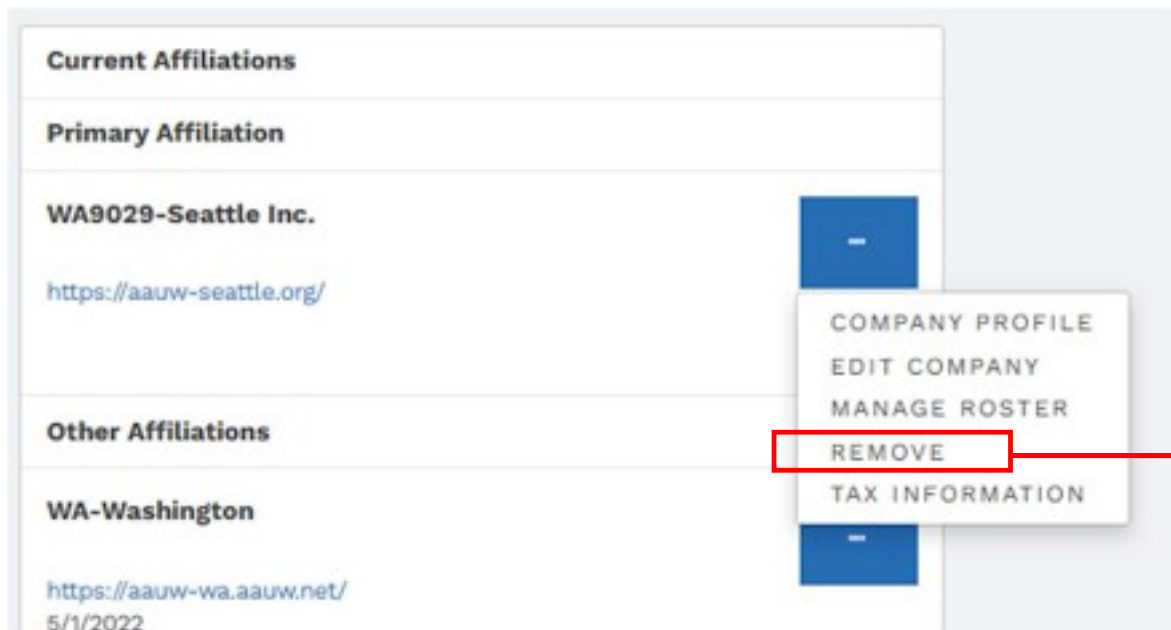 Current Affiliations
Primary Affiliation
WA9029-Seattle Inc.
https://aauw-seattle.org/
COMPANY PROFILE
EDIT COMPANY
MANAGE ROSTER
REMOVE
TAX INFORMATION
Other Affiliations
WA-Washington
https://aauw-wa.aauw.net/
5/1/2022